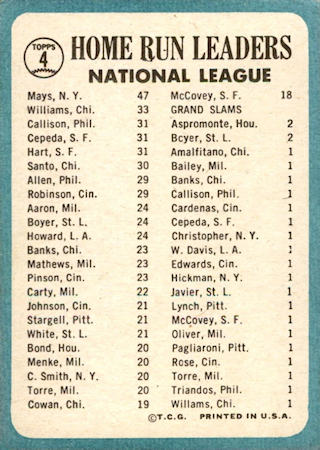 TOPPS
4
HOME RUN LEADERS
NATIONAL LEAGUE
Mays, N. Y. 47
Williams, Chi. 33
Callison, Phil. 31
Cepeda, S. F. 31
Hart, S. F. 31
Santo, Chi. 30
Allen, Phil. 29
Robinson, Cin. 29
Aaron, Mil. 24
Boyer, St. L. 24
Howard, L. A. 24
Banks, Chi. 23
Mathews, Mil. 23
Pinson, Cin. 23
Carty, Mil. 22
Johnson, Cin. 21
Stargell, Pitt. 21
White, St. L. 21
Bond, Hou. 20
Menke, Mil. 20
C. Smith, N. Y. 20
Torre, Mil. 20
Cowan, Chi. 19
McCovey, S. F. 18
GRAND SLAMS
Aspromonte, Hou. 2
Bcyer, St. L. 2
Amalfitano, Chi. 1
Bailey, Mil. 1
Banks, Chi. 1
Callison, Phil. 1
Cardenas, Cin. 1
Cepeda, S. F. 1
Christopher, N. Y. 1
W. Davis, L. A. 1
Edwards, Cin. 1
Hickman, N. Y. 1
Javier, St. L. 1
Lynch, Pitt. 1
McCovey, S. F. 1
Oliver, Mil. 1
Pagliaroni, Pitt. 1
Rose, Cin. 1
Torre, Mil. 1
Triandos, Phil. 1
Willams, Chi. 1
©T.C.G. PRINTED IN U.S.A.